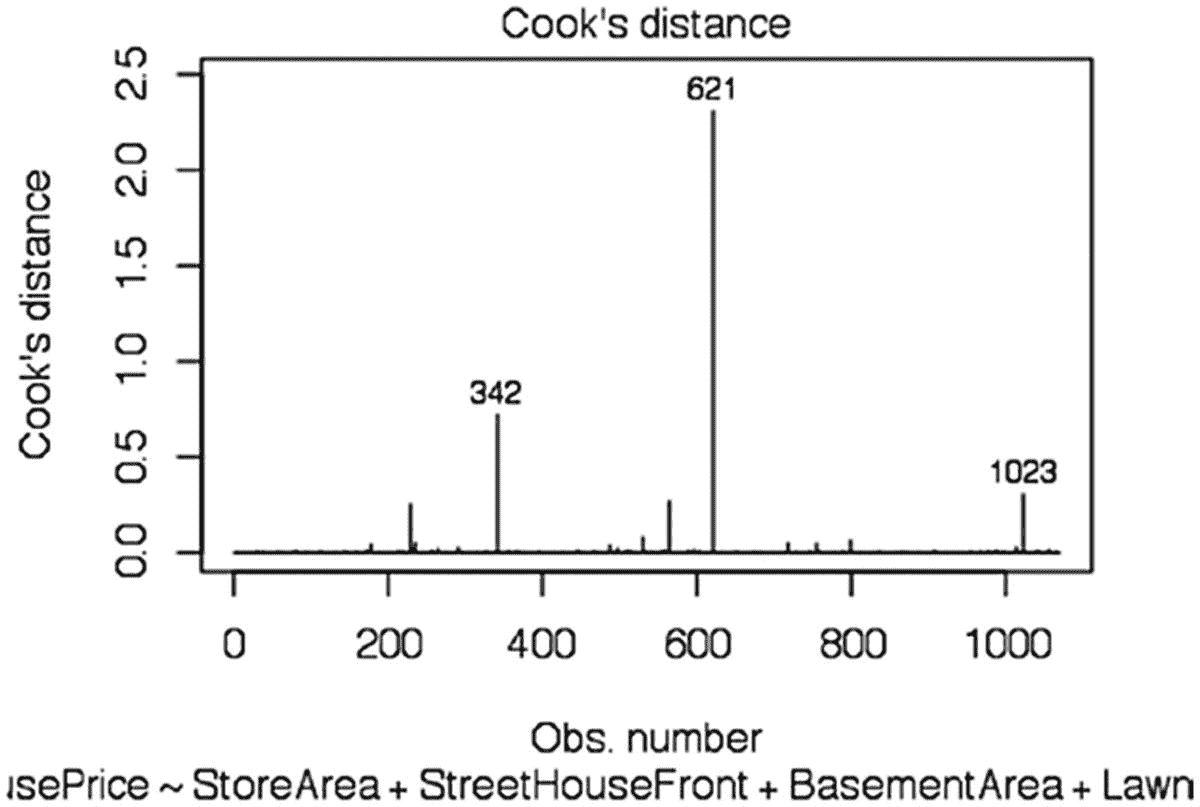 Cook's distance
Cook's distance
2.5
2.0
1.5
1.0
0.5
0.0
621
342
1023
0 200 400 600 800 1000
Obs. number
usePrice ~ StoreArea + StreetHouseFront + BasementArea + Lawn